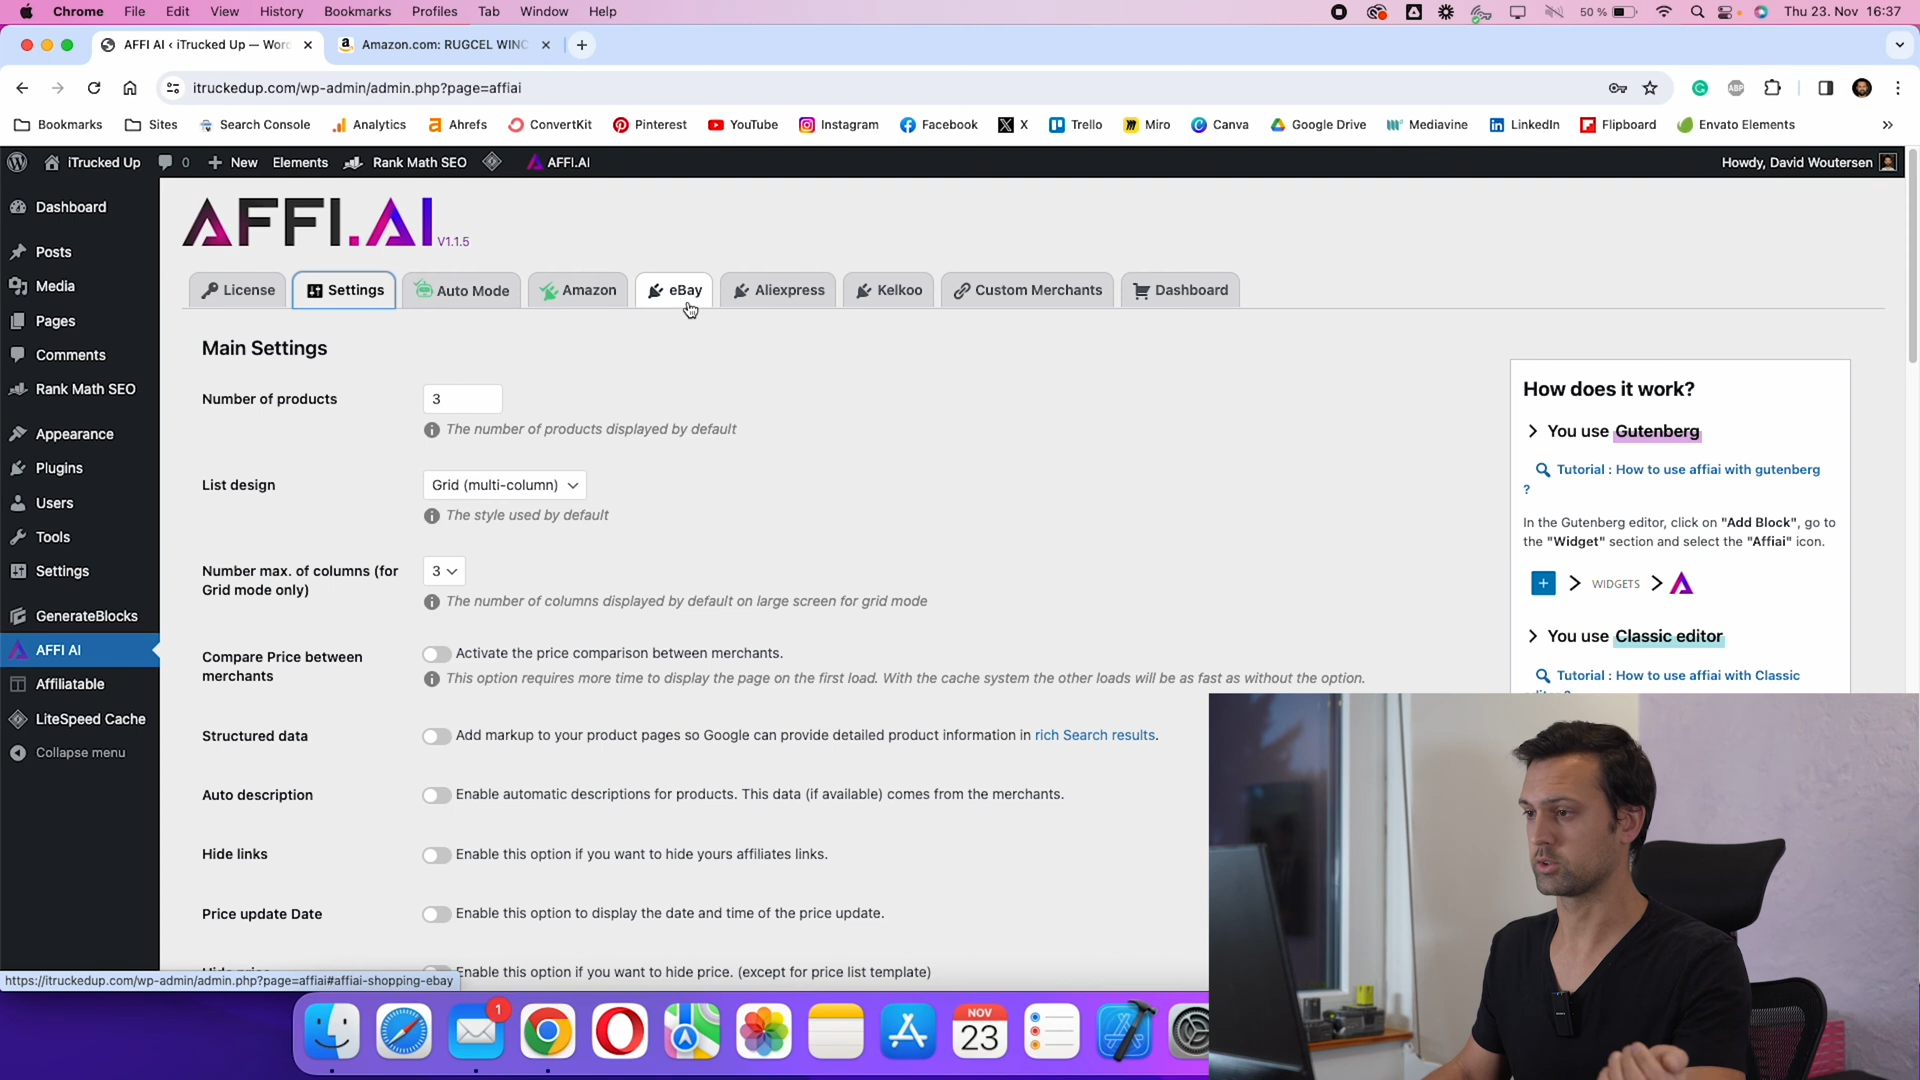 Chrome File Edit View History Bookmarks Profiles Tab Window Help 50 % Thu 23. Nov 16:37
AFFI AI ‹ iTrucked Up — Worc Amazon.com: RUGCEL WINC
itruckedup.com/wp-admin/admin.php?page=affiai ABP
Bookmarks Sites Search Console Analytics Ahrefs ConvertKit Pinterest YouTube Instagram Facebook X Trello Miro Canva Google Drive Mediavine LinkedIn Flipboard Envato Elements »
iTrucked Up 0 + New Elements Rank Math SEO AFFI.AI Howdy, David Woutersen
Dashboard
Posts
Media
Pages
Comments
Rank Math SEO
Appearance
Plugins
Users
Tools
Settings
GenerateBlocks
AFFI AI
Affiliatable
LiteSpeed Cache
Collapse menu
AFFI.AI V1.1.5
License Settings Auto Mode Amazon eBay Aliexpress Kelkoo Custom Merchants Dashboard
Main Settings
Number of products 3
The number of products displayed by default
List design Grid (multi-column)
The style used by default
Number max. of columns (for
Grid mode only) 3
The number of columns displayed by default on large screen for grid mode
Compare Price between
merchants
Activate the price comparison between merchants.
This option requires more time to display the page on the first load. With the cache system the other loads will be as fast as without the option.
Structured data Add markup to your product pages so Google can provide detailed product information in rich Search results.
Auto description Enable automatic descriptions for products. This data (if available) comes from the merchants.
Hide links Enable this option if you want to hide yours affiliates links.
Price update Date Enable this option to display the date and time of the price update.
Enable this option if you want to hide price. (except for price list template)
How does it work?
You use Gutenberg
Tutorial : How to use affiai with gutenberg
?
In the Gutenberg editor, click on "Add Block", go to
the "Widget" section and select the "Affiai" icon.
WIDGETS
You use Classic editor
Tutorial : How to use affiai with Classic
https://itruckedup.com/wp-admin/admin.php?page=affiai#affiai-shopping-ebay
1
NOV
23